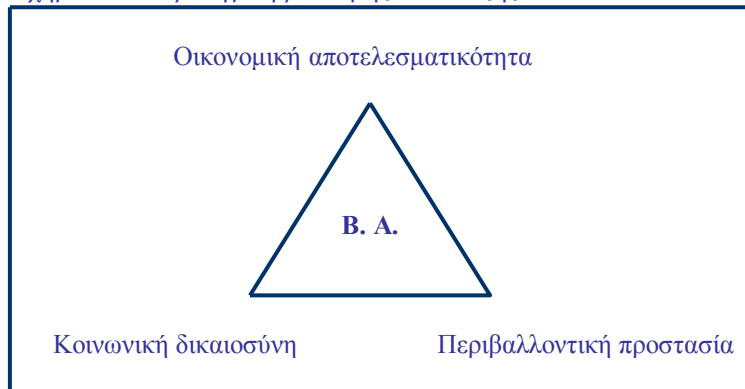 Οικονομική αποτελεσματικότητα
Β. Α.
Κοινωνική δικαιοσύνη Περιβαλλοντική προστασία